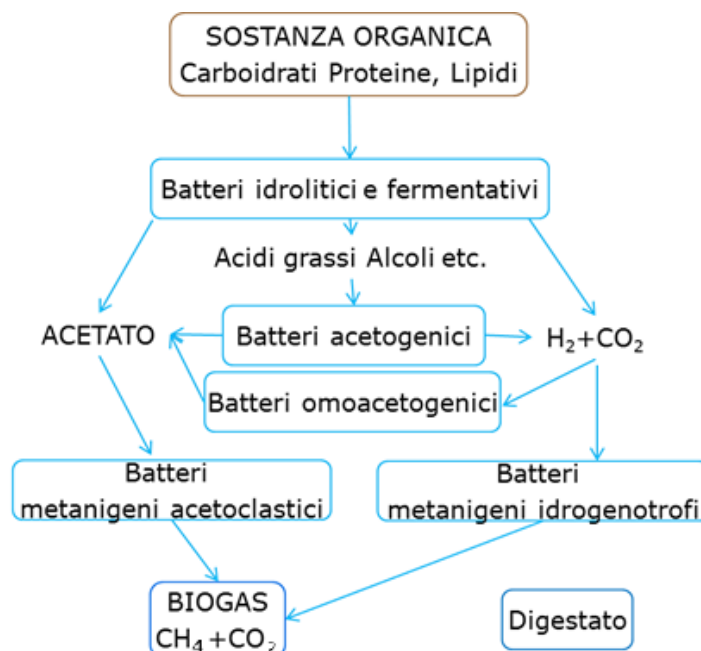 SOSTANZA ORGANICA
Carboidrati Proteine, Lipidi
Batteri idrolitici e fermentativi
Acidi grassi Alcoli etc.
ACETATO
Batteri acetogenici
H₂+CO₂
Batteri omoacetogenici
Batteri
metanigeni acetoclastici
Batteri
metanigeni idrogenotrofi
BIOGAS
CH₄+CO₂
Digestato